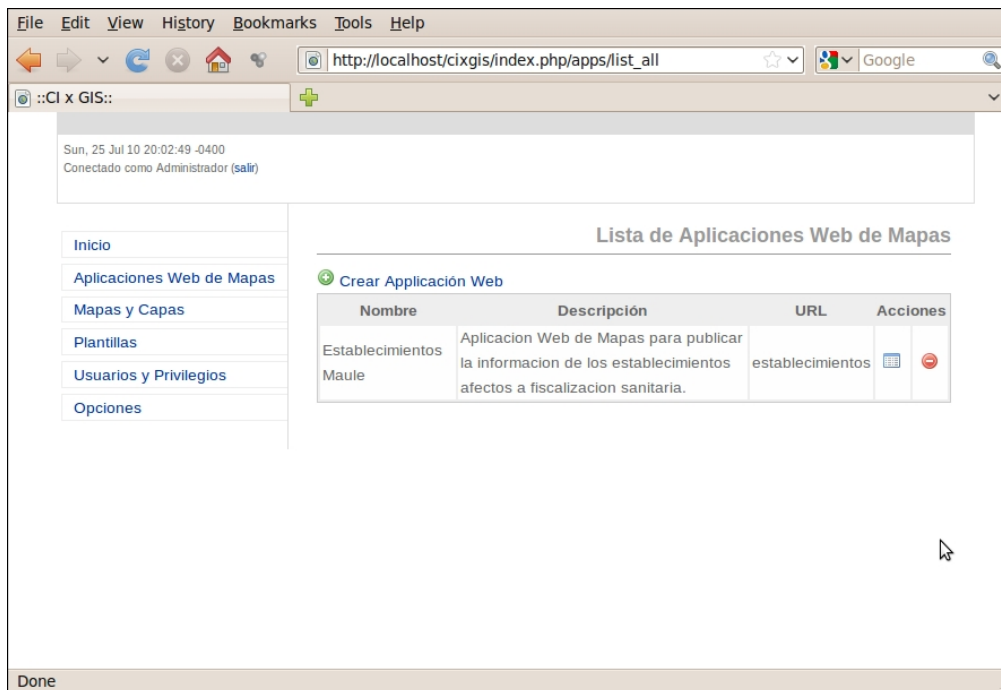 File Edit View History Bookmarks Tools Help
http://localhost/cixgis/index.php/apps/list_all
Google
::CI x GIS::
Sun, 25 Jul 10 20:02:49 -0400
Conectado como Administrador (salir)
Inicio
Aplicaciones Web de Mapas
Mapas y Capas
Plantillas
Usuarios y Privilegios
Opciones
Lista de Aplicaciones Web de Mapas
Crear Applicación Web
Nombre Descripción URL Acciones
Establecimientos
Maule
Aplicacion Web de Mapas para publicar
la informacion de los establecimientos
afectos a fiscalizacion sanitaria.
establecimientos
Done